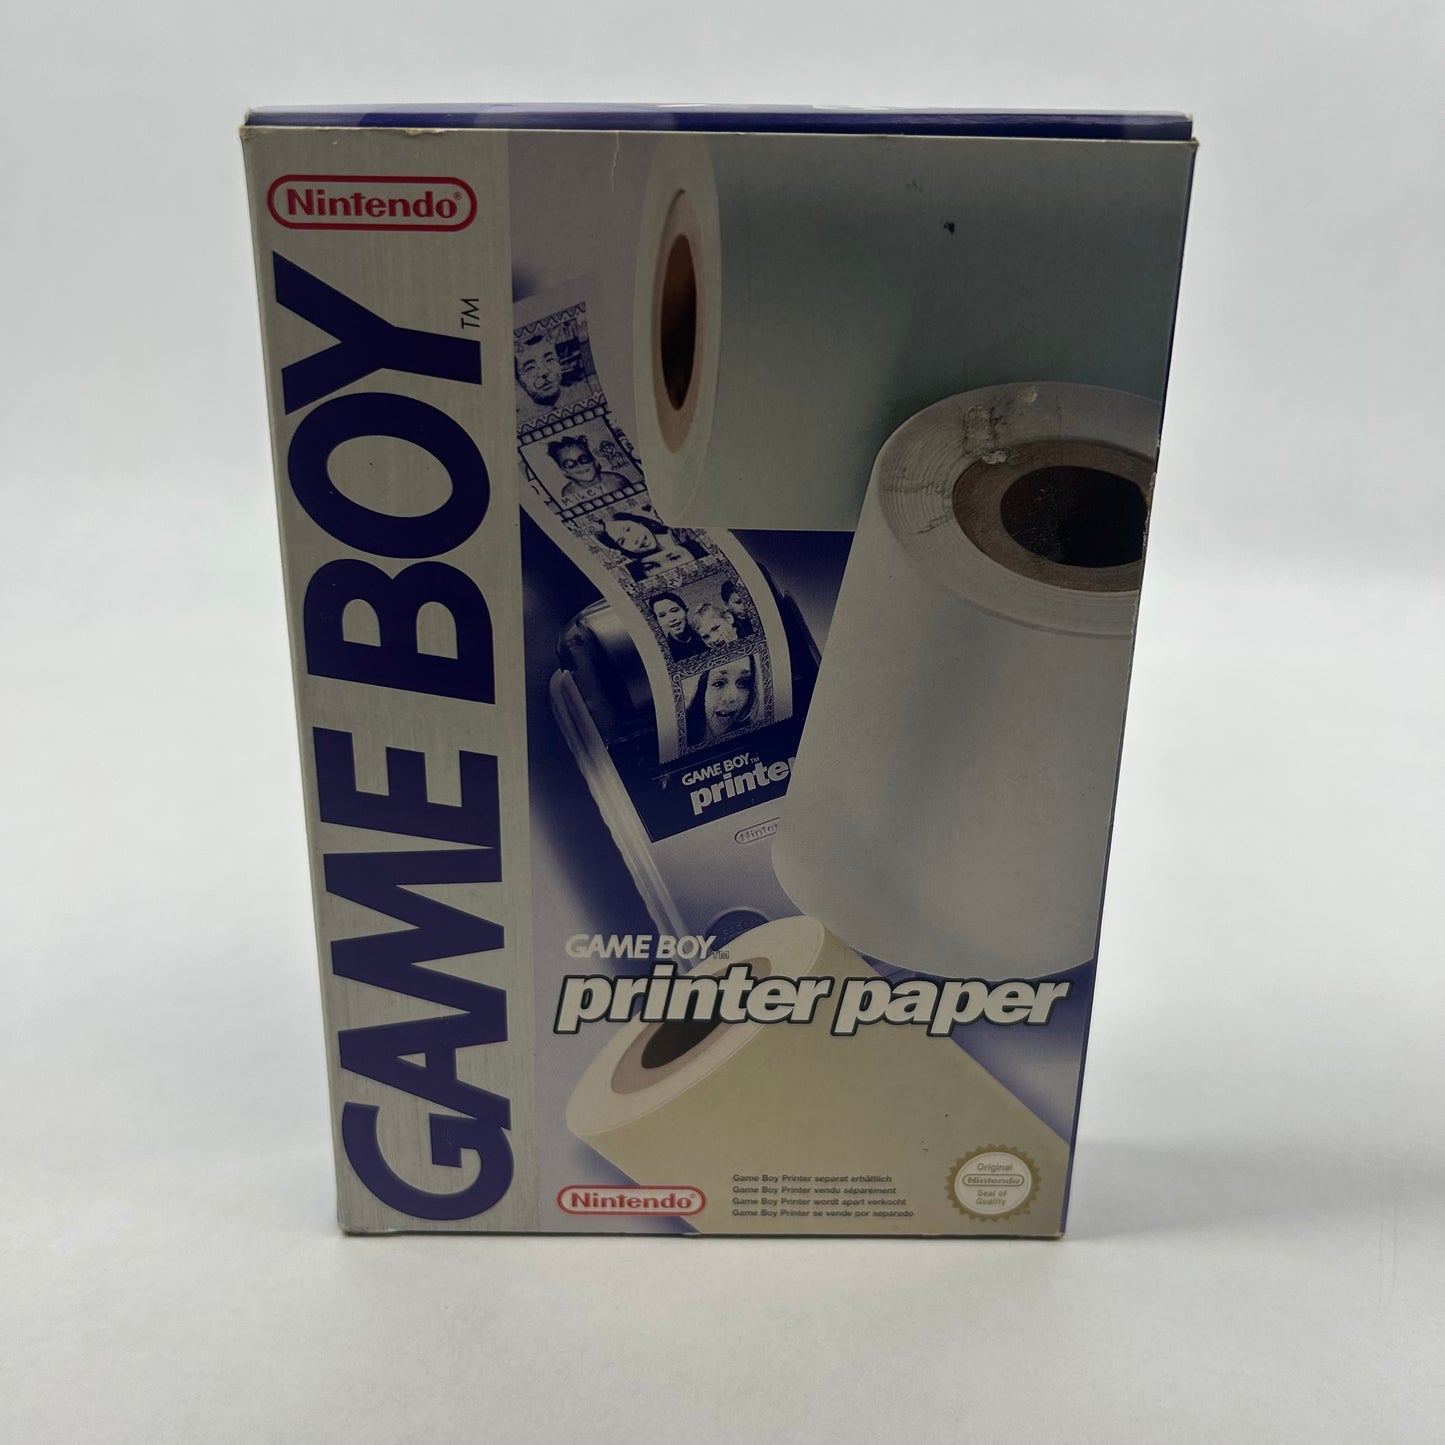 Nintendo®
GAME BOY™
Mikey
GAME BOY™
printer
Nintendo
GAME BOY™
printer paper
Nintendo®
Game Boy Printer separat erhältlich
Game Boy Printer vendu séparément
Game Boy Printer wordt apart verkocht
Game Boy Printer se vende por separado
Original
Nintendo
Seal of
Quality